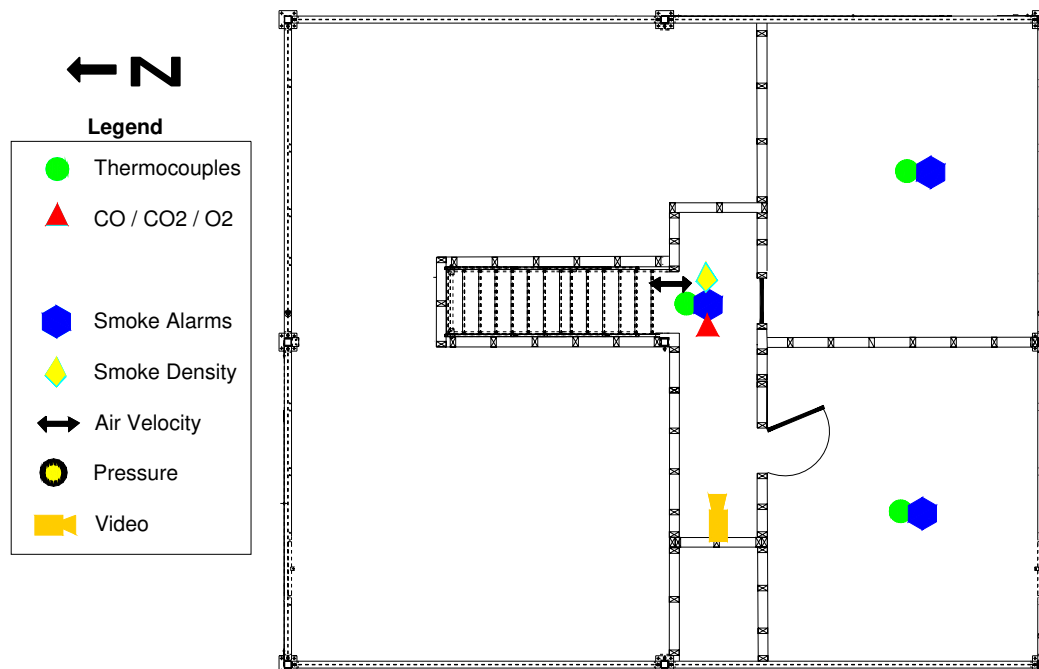 N
Legend
Thermocouples
CO / CO2 / O2
Smoke Alarms
Smoke Density
Air Velocity
Pressure
Video